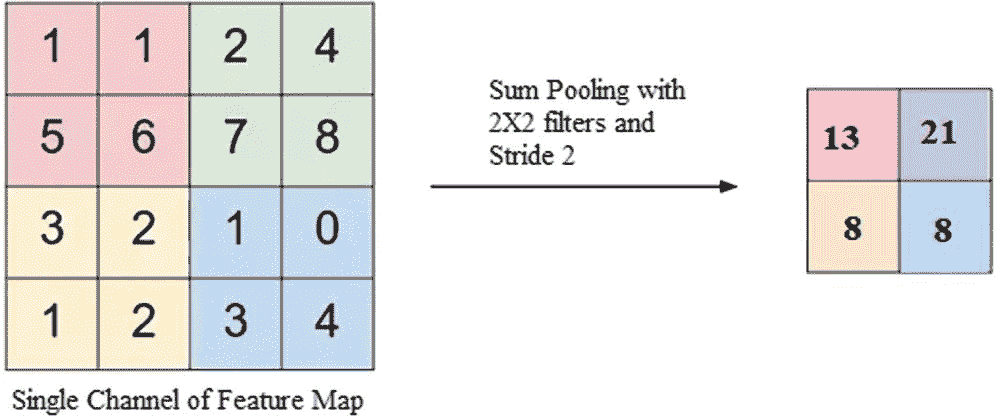 1 1 2 4
5 6 7 8
3 2 1 0
1 2 3 4
Single Channel of Feature Map
Sum Pooling with
2X2 filters and
Stride 2
13 21
8 8